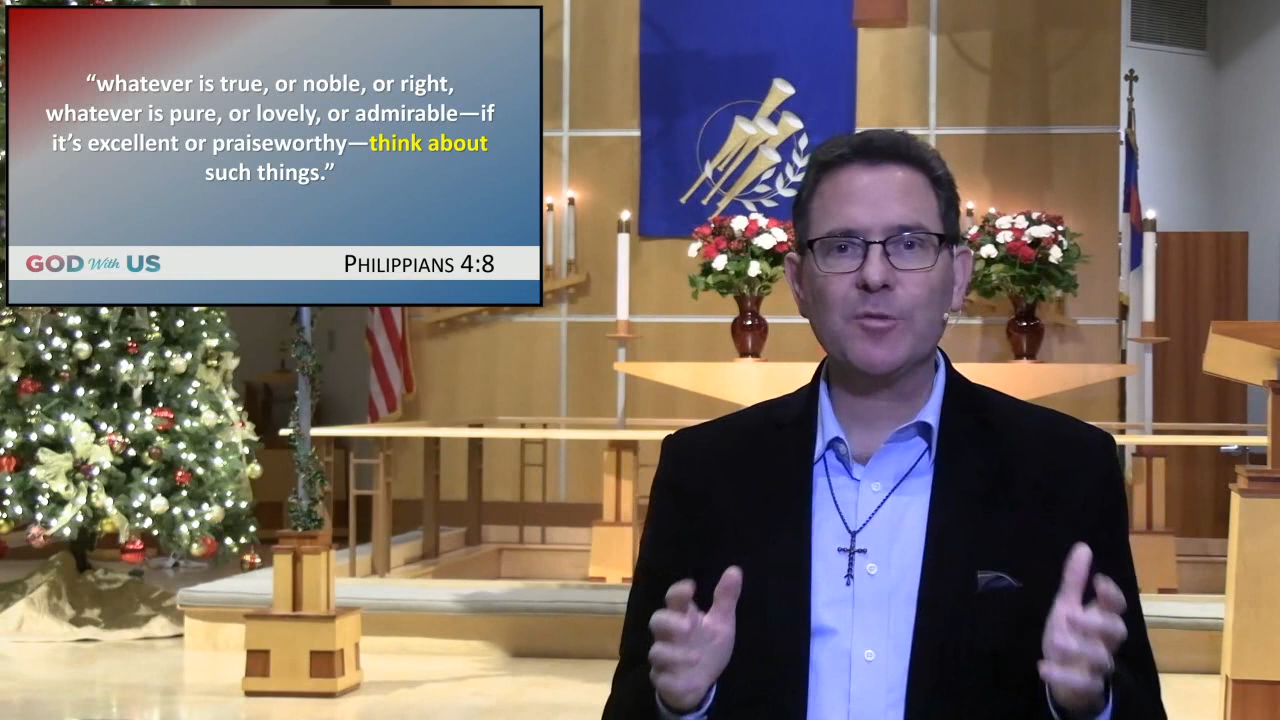 “whatever is true, or noble, or right,
whatever is pure, or lovely, or admirable—if
it’s excellent or praiseworthy—think about
such things.”
GOD With US
PHILIPPIANS 4:8